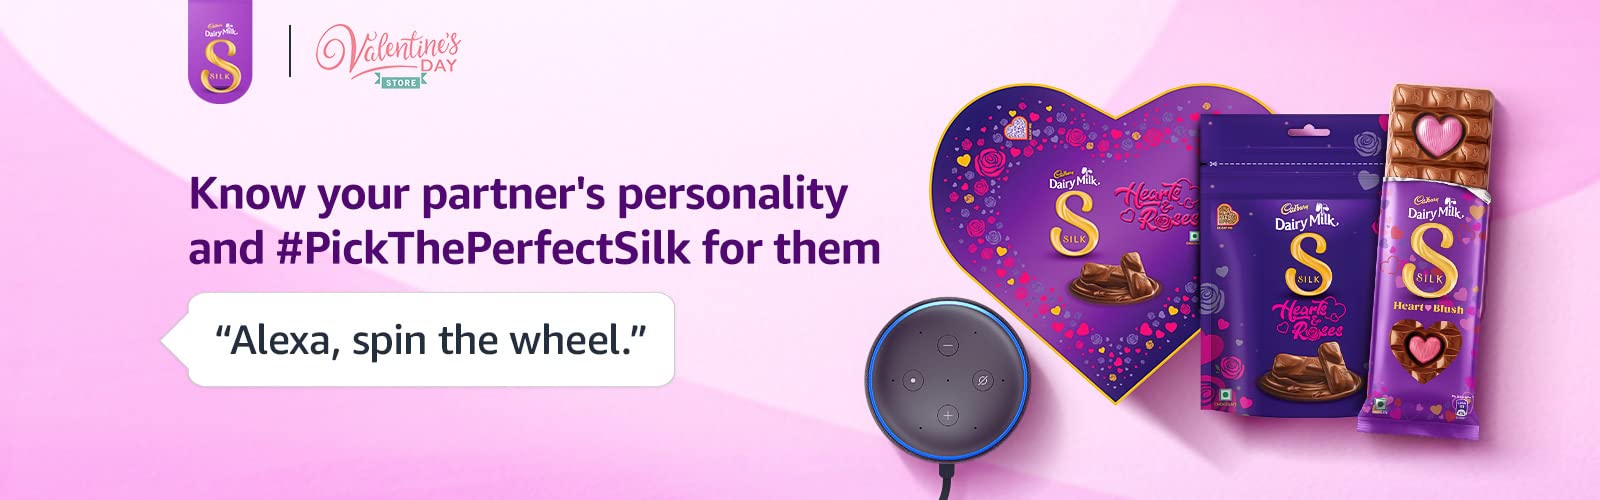 Cadbury
Dairy Milk
SILK
Valentine's
DAY
STORE
Know your partner's personality
and #PickThePerfectSilk for them
“Alexa, spin the wheel.”
Cadbury
Dairy Milk
SILK
Hearts
&
Roses
Cadbury
Dairy Milk
SILK
Hearts
&
Roses
Cadbury
Dairy Milk
SILK
Heart Blush